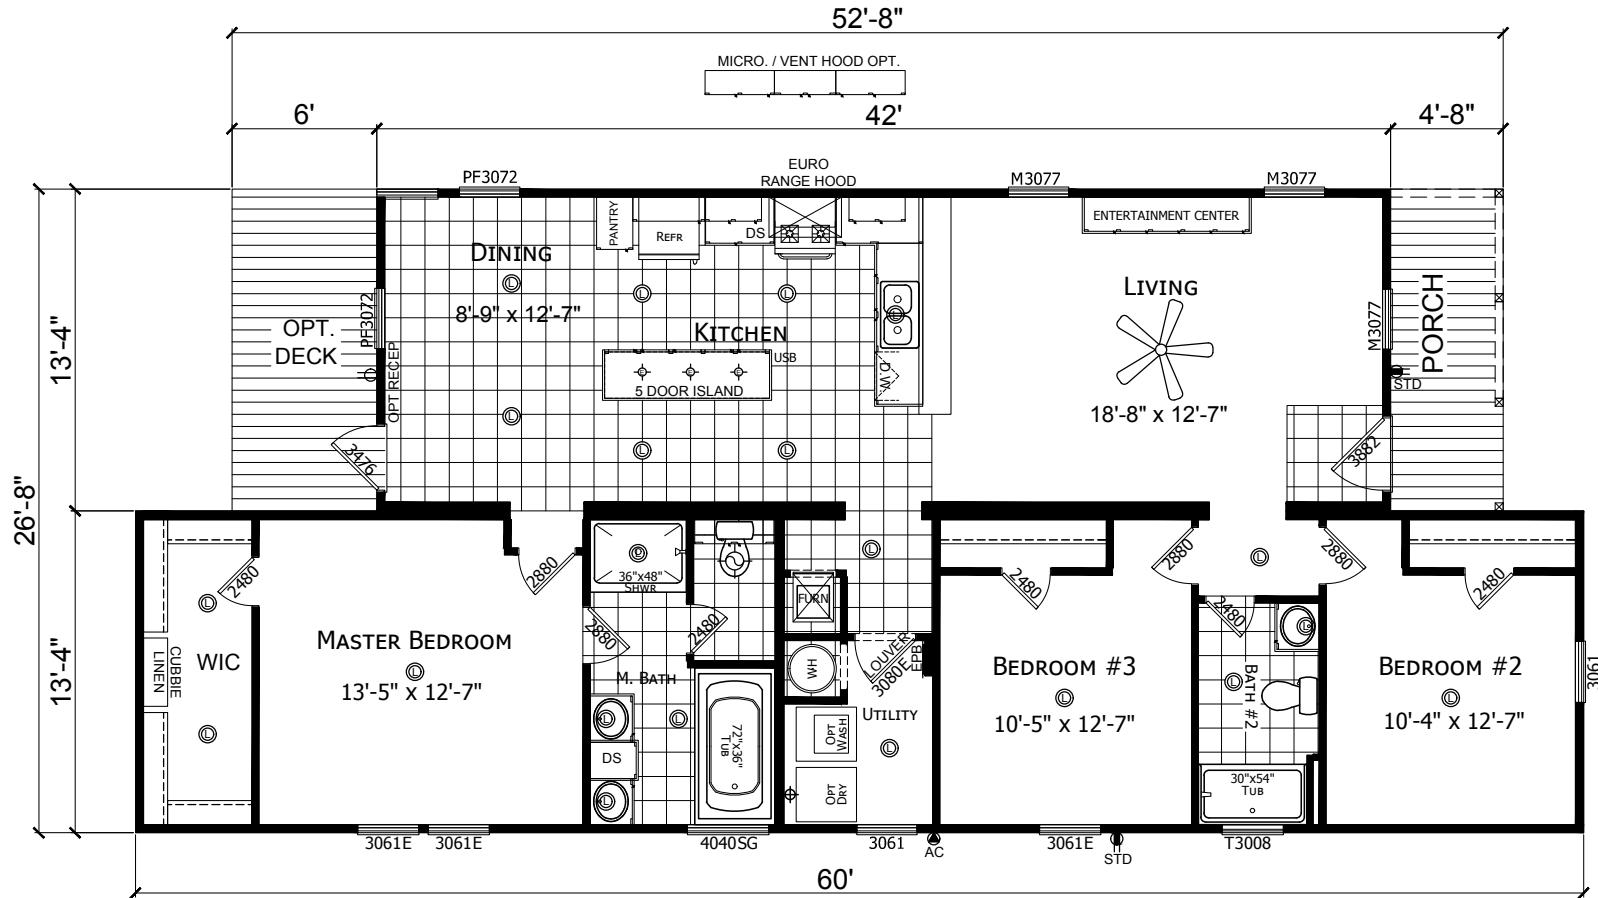 52'-8"
MICRO. / VENT HOOD OPT.
6'
42'
4'-8"
EURO
RANGE HOOD
PF3072
M3077
M3077
PANTRY
REFR
DS
ENTERTAINMENT CENTER
DINING
8'-9" x 12'-7"
KITCHEN
LIVING
18'-8" x 12'-7"
PF3072
OPT.
DECK
OPT RECEP
USB
5 DOOR ISLAND
D.W.
M3077
STD
PORCH
13'-4"
26'-8"
13'-4"
3476
3882
2480
2880
36"x48"
SHWR
2880
2480
FURN
WH
LOUVER
3080E
EPB
2480
2880
2880
2480
2480
CUBBIE
LINEN
WIC
MASTER BEDROOM
13'-5" x 12'-7"
M. BATH
DS
72"x36"
TUB
UTILITY
OPT
WASH
OPT
DRY
BEDROOM #3
10'-5" x 12'-7"
BATH #2
30"x54"
TUB
BEDROOM #2
10'-4" x 12'-7"
3061
3061E
3061E
4040SG
3061
AC
3061E
STD
T3008
60'